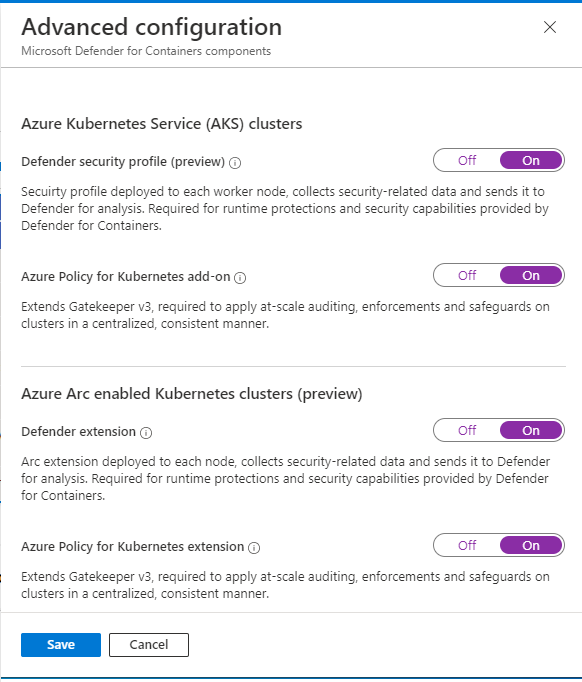 Advanced configuration
Microsoft Defender for Containers components
Azure Kubernetes Service (AKS) clusters
Defender security profile (preview)
Off On
Secuirty profile deployed to each worker node, collects security-related data and sends it to
Defender for analysis. Required for runtime protections and security capabilities provided by
Defender for Containers.
Azure Policy for Kubernetes add-on
Off On
Extends Gatekeeper v3, required to apply at-scale auditing, enforcements and safeguards on
clusters in a centralized, consistent manner.
Azure Arc enabled Kubernetes clusters (preview)
Defender extension
Off On
Arc extension deployed to each node, collects security-related data and sends it to Defender
for analysis. Required for runtime protections and security capabilities provided by Defender
for Containers.
Azure Policy for Kubernetes extension
Off On
Extends Gatekeeper v3, required to apply at-scale auditing, enforcements and safeguards on
clusters in a centralized, consistent manner.
Save Cancel